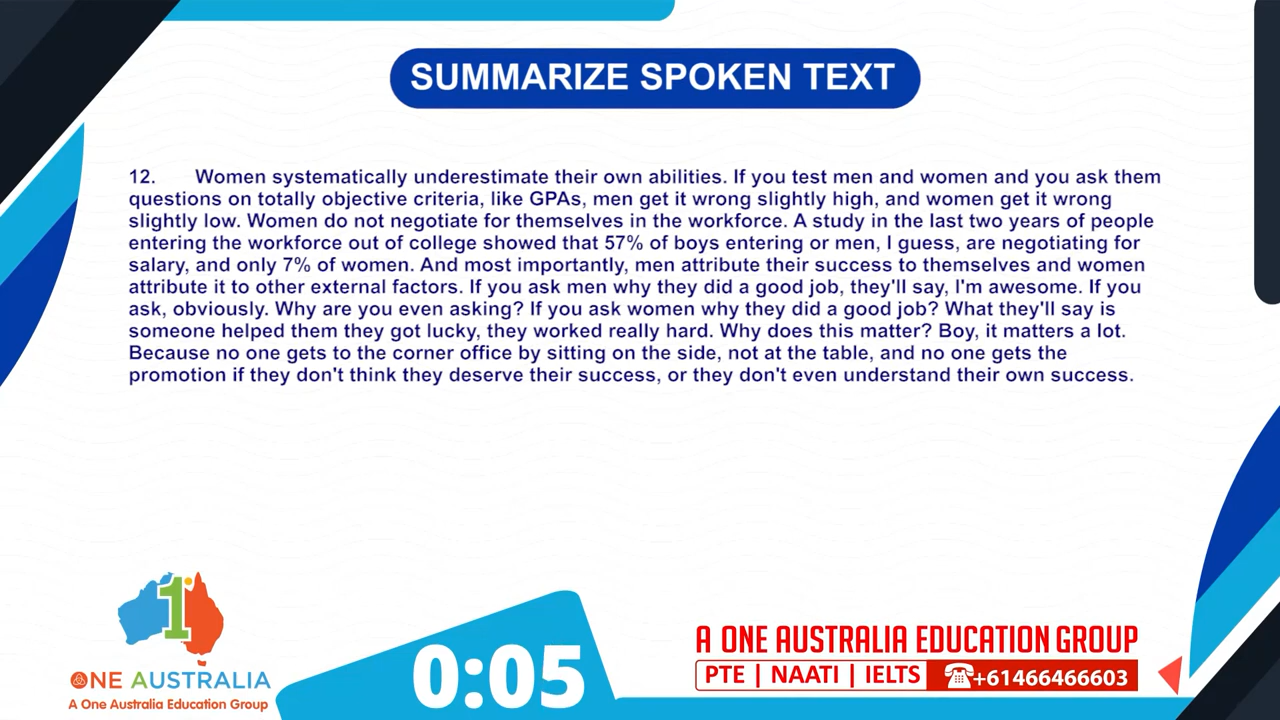 SUMMARIZE SPOKEN TEXT
12. Women systematically underestimate their own abilities. If you test men and women and you ask them
questions on totally objective criteria, like GPAs, men get it wrong slightly high, and women get it wrong
slightly low. Women do not negotiate for themselves in the workforce. A study in the last two years of people
entering the workforce out of college showed that 57% of boys entering or men, I guess, are negotiating for
salary, and only 7% of women. And most importantly, men attribute their success to themselves and women
attribute it to other external factors. If you ask men why they did a good job, they'll say, I'm awesome. If you
ask, obviously. Why are you even asking? If you ask women why they did a good job? What they'll say is
someone helped them they got lucky, they worked really hard. Why does this matter? Boy, it matters a lot.
Because no one gets to the corner office by sitting on the side, not at the table, and no one gets the
promotion if they don't think they deserve their success, or they don't even understand their own success.
1
ONE AUSTRALIA
A One Australia Education Group
0:05
A ONE AUSTRALIA EDUCATION GROUP
PTE | NAATI | IELTS +61466466603